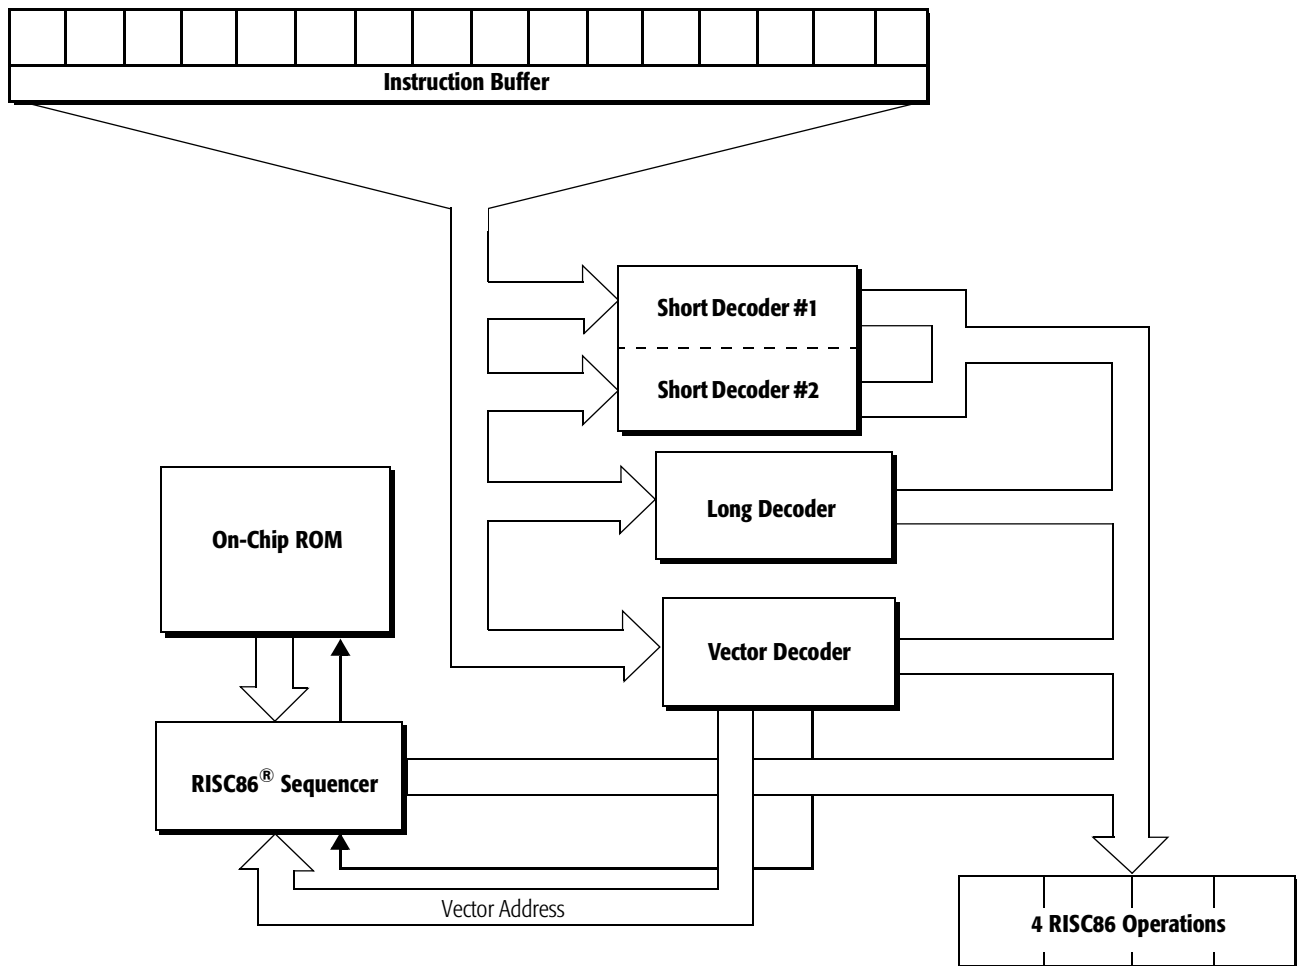 Instruction Buffer
Short Decoder #1
Short Decoder #2
Long Decoder
On-Chip ROM
Vector Decoder
RISC86® Sequencer
Vector Address
4 RISC86 Operations